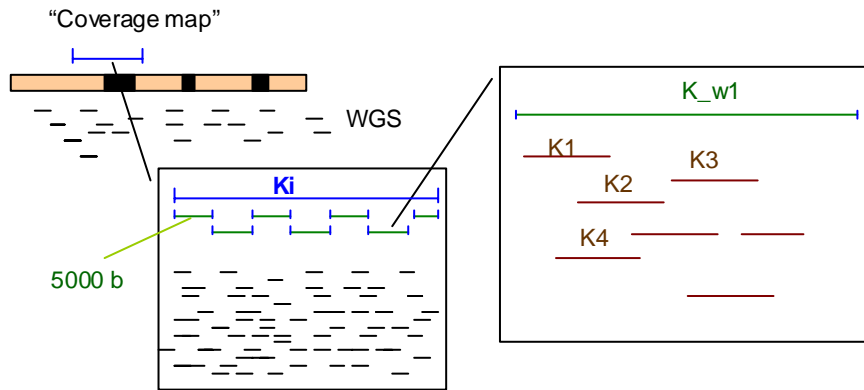 “Coverage map”
WGS
Ki
5000 b
K_w1
K1
K3
K2
K4